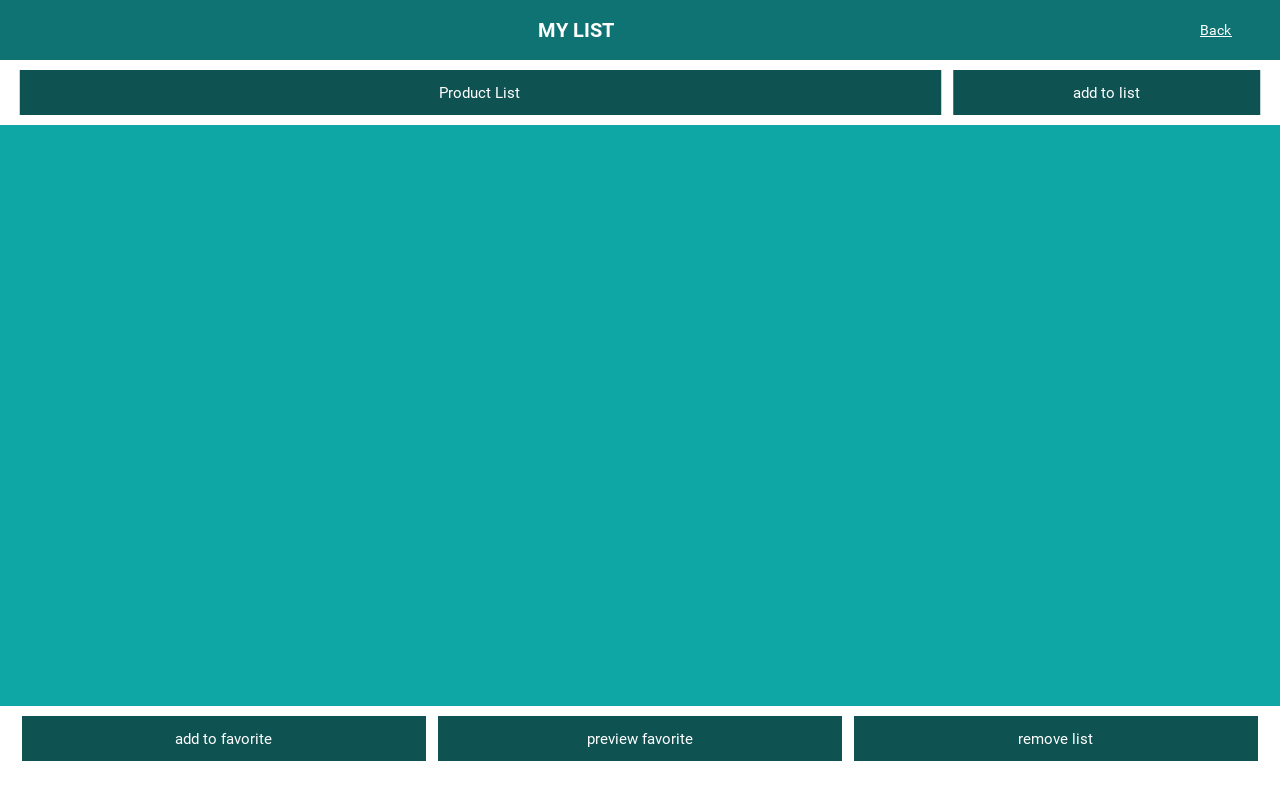 MY LIST
Back
Product List
add to list
add to favorite
preview favorite
remove list